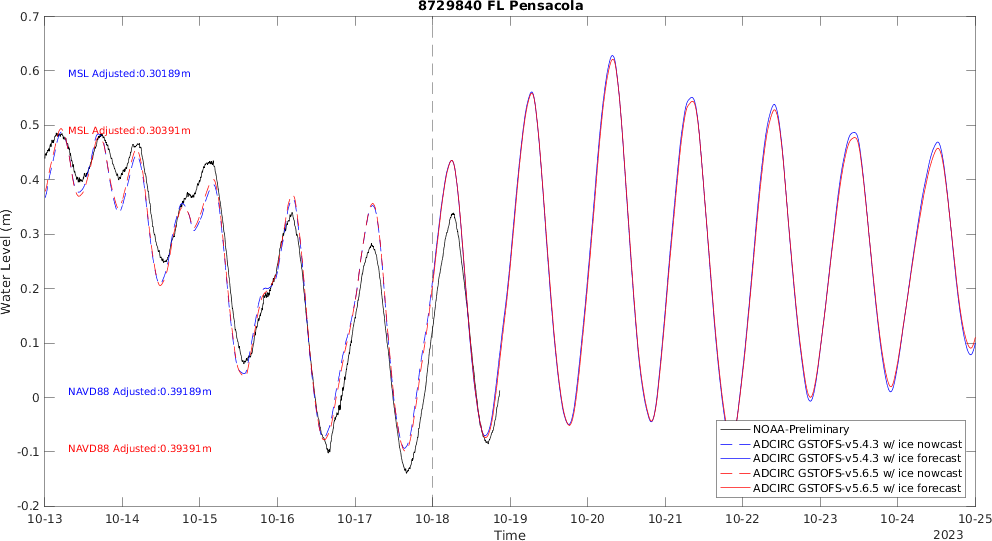 8729840 FL Pensacola
0.7
0.6
0.5
0.4
0.3
0.2
0.1
0
-0.1
-0.2
Water Level (m)
MSL Adjusted:0.30189m
MSL Adjusted:0.30391m
NAVD88 Adjusted:0.39189m
NAVD88 Adjusted:0.39391m
NOAA-Preliminary
ADCIRC GSTOFS-v5.4.3 w/ ice nowcast
ADCIRC GSTOFS-v5.4.3 w/ ice forecast
ADCIRC GSTOFS-v5.6.5 w/ ice nowcast
ADCIRC GSTOFS-v5.6.5 w/ ice forecast
10-13 10-14 10-15 10-16 10-17 10-18 10-19 10-20 10-21 10-22 10-23 10-24 10-25
Time
2023